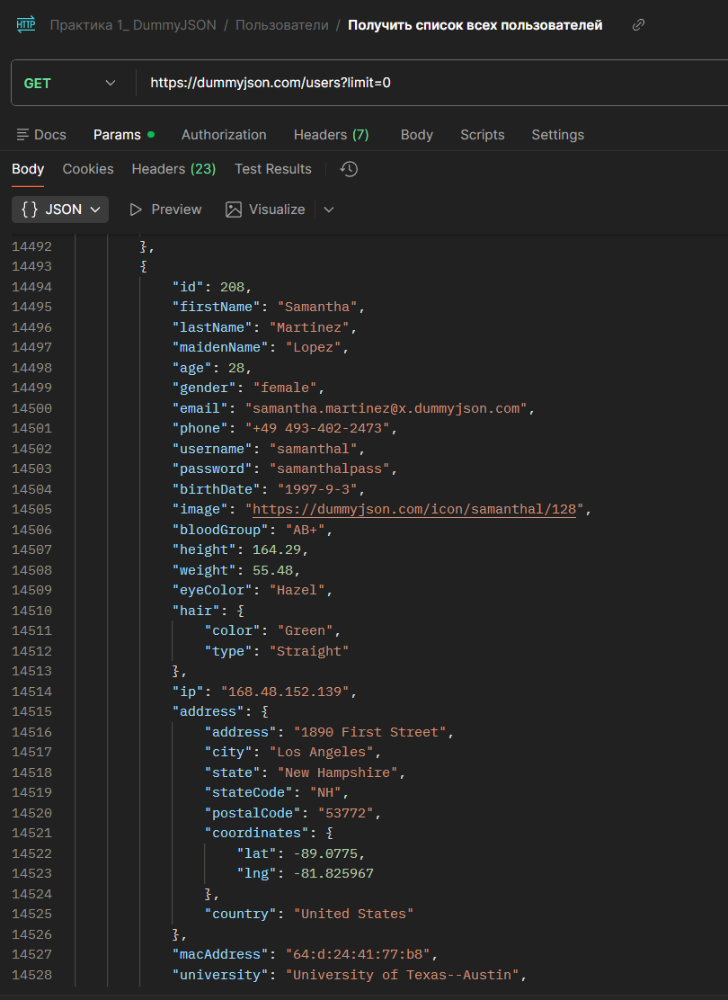 HTTP Практика 1_ DummyJSON / Пользователи / Получить список всех пользователей
GET https://dummyjson.com/users?limit=0
Docs Params Authorization Headers (7) Body Scripts Settings
Body Cookies Headers (23) Test Results
{} JSON Preview Visualize
14492 },
14493 {
14494 "id": 208,
14495 "firstName": "Samantha",
14496 "lastName": "Martinez",
14497 "maidenName": "Lopez",
14498 "age": 28,
14499 "gender": "female",
14500 "email": "samantha.martinez@x.dummyjson.com",
14501 "phone": "+49 493-402-2473",
14502 "username": "samanthal",
14503 "password": "samanthalpass",
14504 "birthDate": "1997-9-3",
14505 "image": "https://dummyjson.com/icon/samanthal/128",
14506 "bloodGroup": "AB+",
14507 "height": 164.29,
14508 "weight": 55.48,
14509 "eyeColor": "Hazel",
14510 "hair": {
14511 "color": "Green",
14512 "type": "Straight"
14513 },
14514 "ip": "168.48.152.139",
14515 "address": {
14516 "address": "1890 First Street",
14517 "city": "Los Angeles",
14518 "state": "New Hampshire",
14519 "stateCode": "NH",
14520 "postalCode": "53772",
14521 "coordinates": {
14522 "lat": -89.0775,
14523 "lng": -81.825967
14524 },
14525 "country": "United States"
14526 },
14527 "macAddress": "64:d:24:41:77:b8",
14528 "university": "University of Texas--Austin",